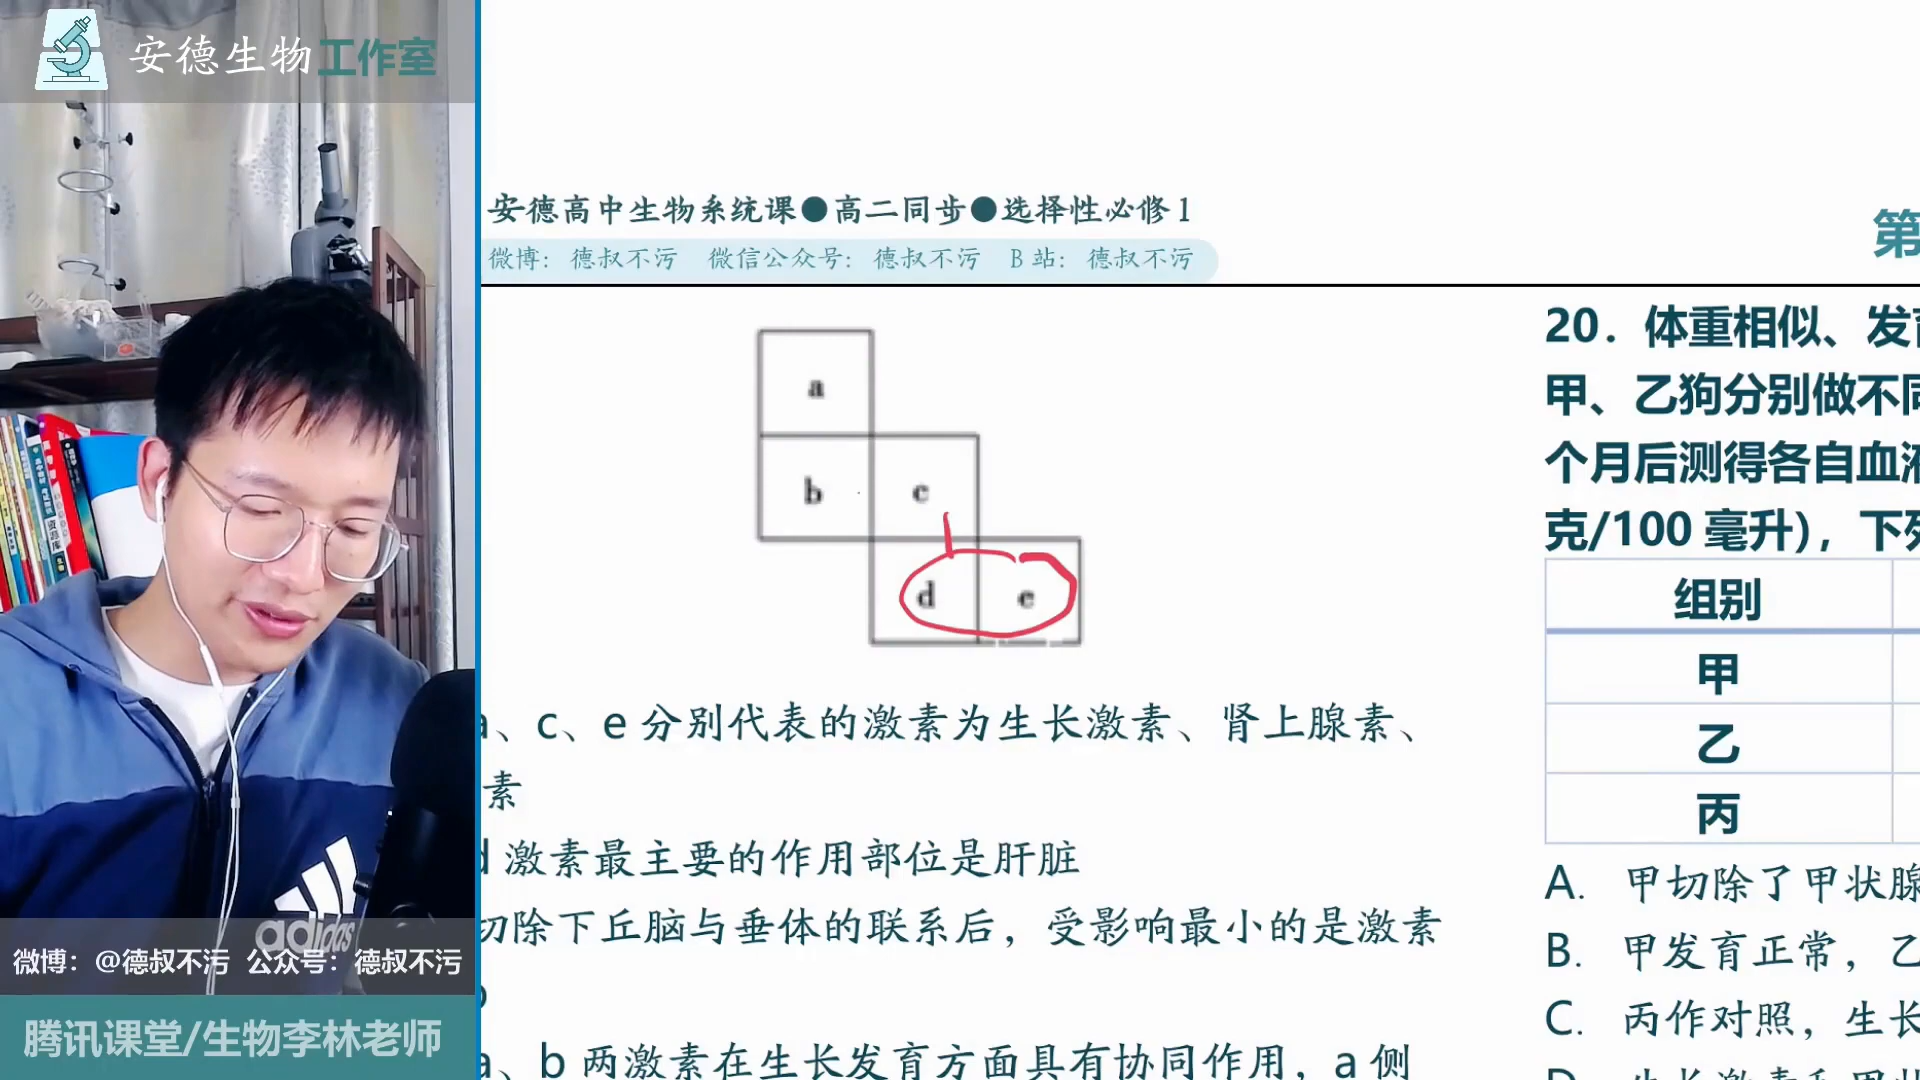 安德生物工作室
安德高中生物系统课●高二同步●选择性必修1
微博：德叔不污 微信公众号：德叔不污 B站：德叔不污
第
a
b c
d e
a、c、e分别代表的激素为生长激素、肾上腺素、
素
d激素最主要的作用部位是肝脏
切除下丘脑与垂体的联系后，受影响最小的是激素
b
a、b两激素在生长发育方面具有协同作用，a侧
20．体重相似、发育
甲、乙狗分别做不同
个月后测得各自血液
克/100毫升)，下列
组别
甲
乙
丙
A. 甲切除了甲状腺
B. 甲发育正常，乙
C. 丙作对照，生长
资源库
adidas
微博：@德叔不污 公众号：德叔不污
腾讯课堂/生物李林老师